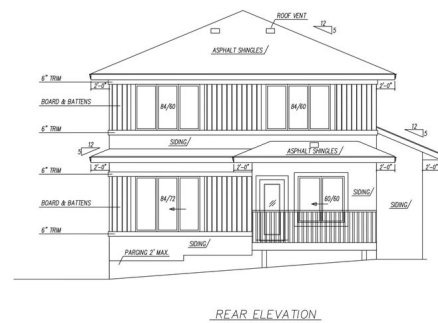 ROOF VENT
12
5
ASPHALT SHINGLES
6" TRIM
2'-0"
2'-0"
BOARD & BATTENS
84/60
84/60
6" TRIM
12
5
SIDING
12
5
ASPHALT SHINGLES
6" TRIM
2'-0"
2'-0"
2'-0"
84/72
60/60
SIDING
BOARD & BATTENS
SIDING
6" TRIM
SIDING
PARGING 2' MAX.
REAR ELEVATION